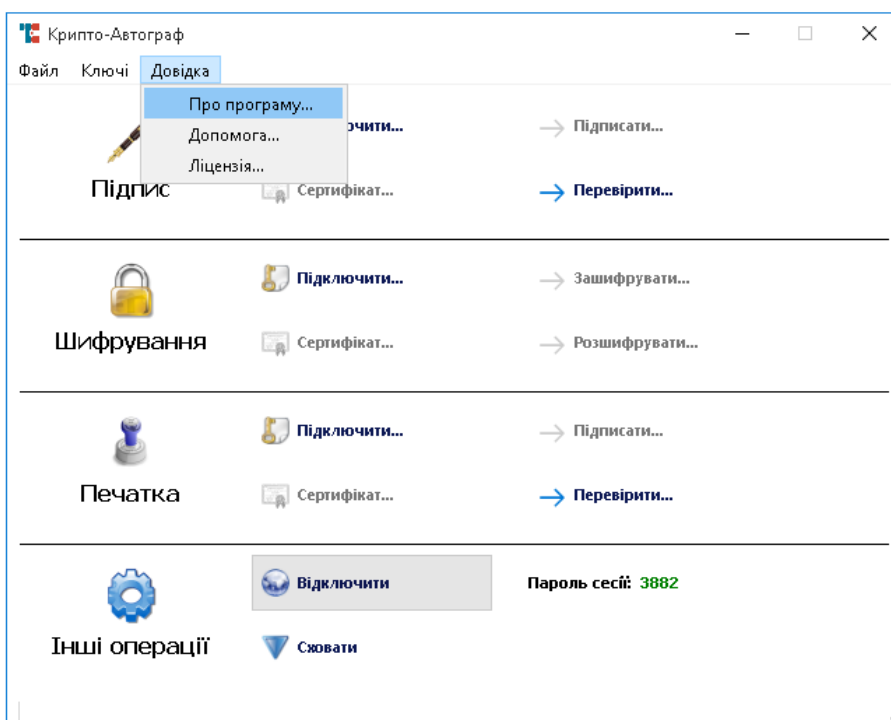 Крипто-Автограф
Файл Ключі Довідка
Про програму...
Допомога...
Ліцензія...
Підписати...
Підпис
Сертифікат...
Перевірити...
Підключити...
Зашифрувати...
Шифрування
Сертифікат...
Розшифрувати...
Підключити...
Підписати...
Печатка
Сертифікат...
Перевірити...
Відключити
Пароль сесії: 3882
Інші операції
Сховати